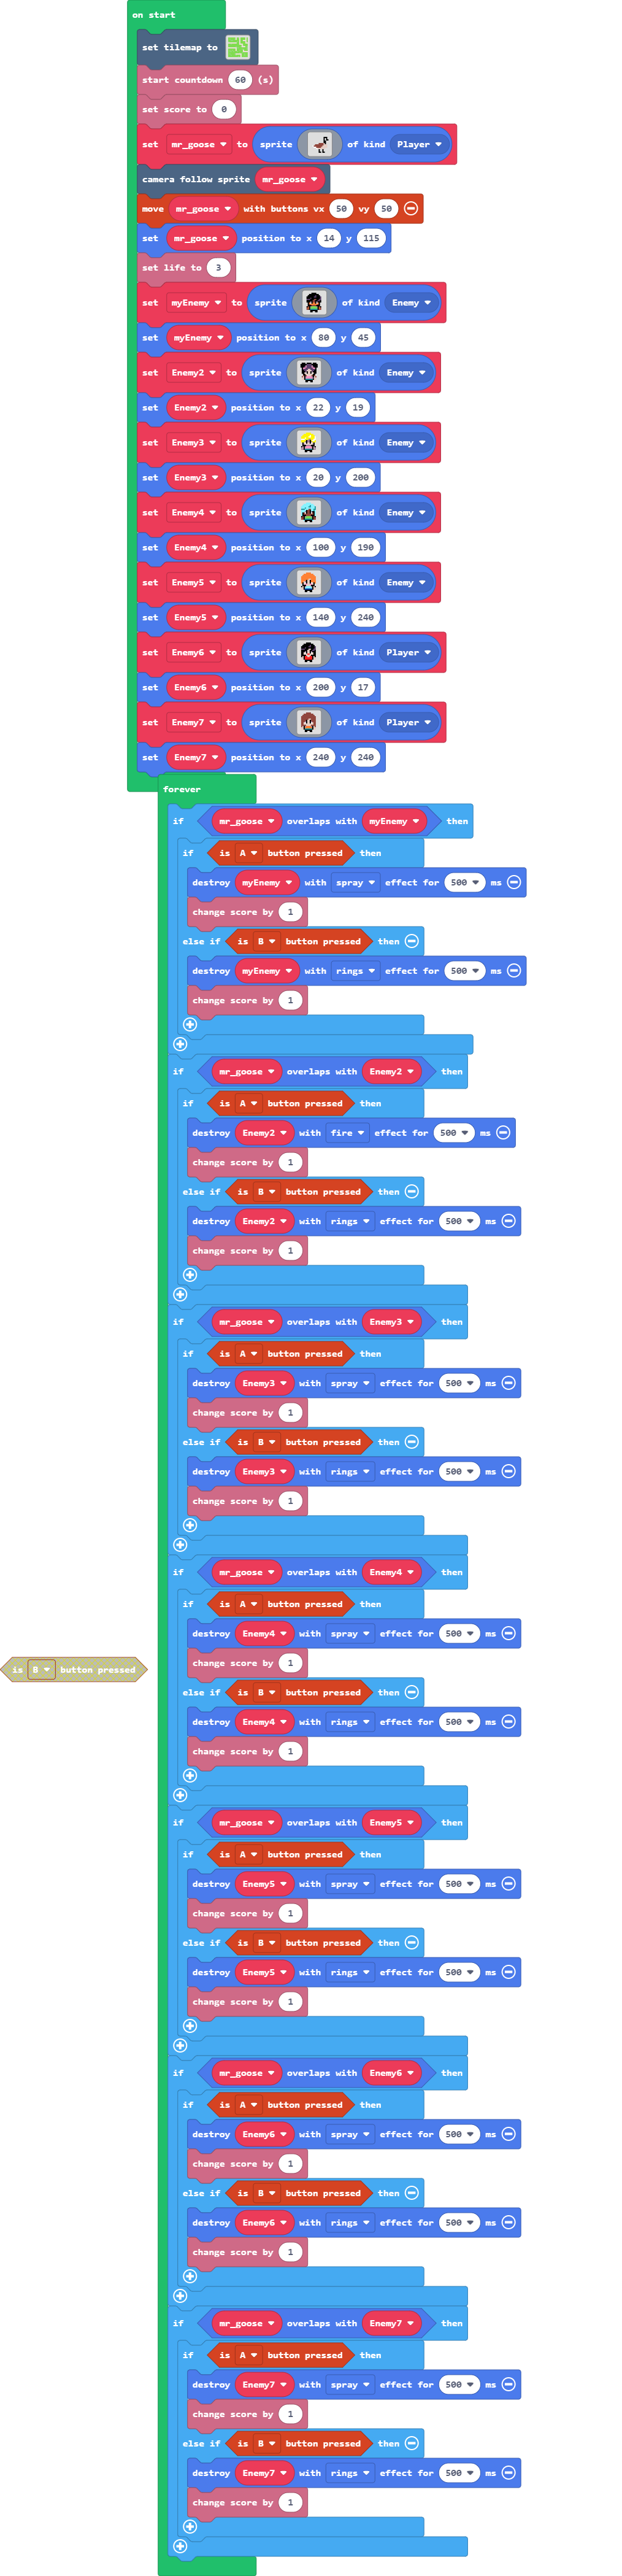 on start
set tilemap to
start countdown 60 (s)
set score to 0
set mr_goose to sprite of kind Player
camera follow sprite mr_goose
move mr_goose with buttons vx 50 vy 50
set mr_goose position to x 14 y 115
set life to 3
set myEnemy to sprite of kind Enemy
set myEnemy position to x 80 y 45
set Enemy2 to sprite of kind Enemy
set Enemy2 position to x 22 y 19
set Enemy3 to sprite of kind Enemy
set Enemy3 position to x 20 y 200
set Enemy4 to sprite of kind Enemy
set Enemy4 position to x 100 y 190
set Enemy5 to sprite of kind Enemy
set Enemy5 position to x 140 y 240
set Enemy6 to sprite of kind Player
set Enemy6 position to x 200 y 17
set Enemy7 to sprite of kind Player
set Enemy7 position to x 240 y 240
forever
if mr_goose overlaps with myEnemy then
if is A button pressed then
destroy myEnemy with spray effect for 500 ms
change score by 1
else if is B button pressed then
destroy myEnemy with rings effect for 500 ms
change score by 1
if mr_goose overlaps with Enemy2 then
if is A button pressed then
destroy Enemy2 with fire effect for 500 ms
change score by 1
else if is B button pressed then
destroy Enemy2 with rings effect for 500 ms
change score by 1
if mr_goose overlaps with Enemy3 then
if is A button pressed then
destroy Enemy3 with spray effect for 500 ms
change score by 1
else if is B button pressed then
destroy Enemy3 with rings effect for 500 ms
change score by 1
if mr_goose overlaps with Enemy4 then
if is A button pressed then
destroy Enemy4 with spray effect for 500 ms
change score by 1
is B button pressed
else if is B button pressed then
destroy Enemy4 with rings effect for 500 ms
change score by 1
if mr_goose overlaps with Enemy5 then
if is A button pressed then
destroy Enemy5 with spray effect for 500 ms
change score by 1
else if is B button pressed then
destroy Enemy5 with rings effect for 500 ms
change score by 1
if mr_goose overlaps with Enemy6 then
if is A button pressed then
destroy Enemy6 with spray effect for 500 ms
change score by 1
else if is B button pressed then
destroy Enemy6 with rings effect for 500 ms
change score by 1
if mr_goose overlaps with Enemy7 then
if is A button pressed then
destroy Enemy7 with spray effect for 500 ms
change score by 1
else if is B button pressed then
destroy Enemy7 with rings effect for 500 ms
change score by 1